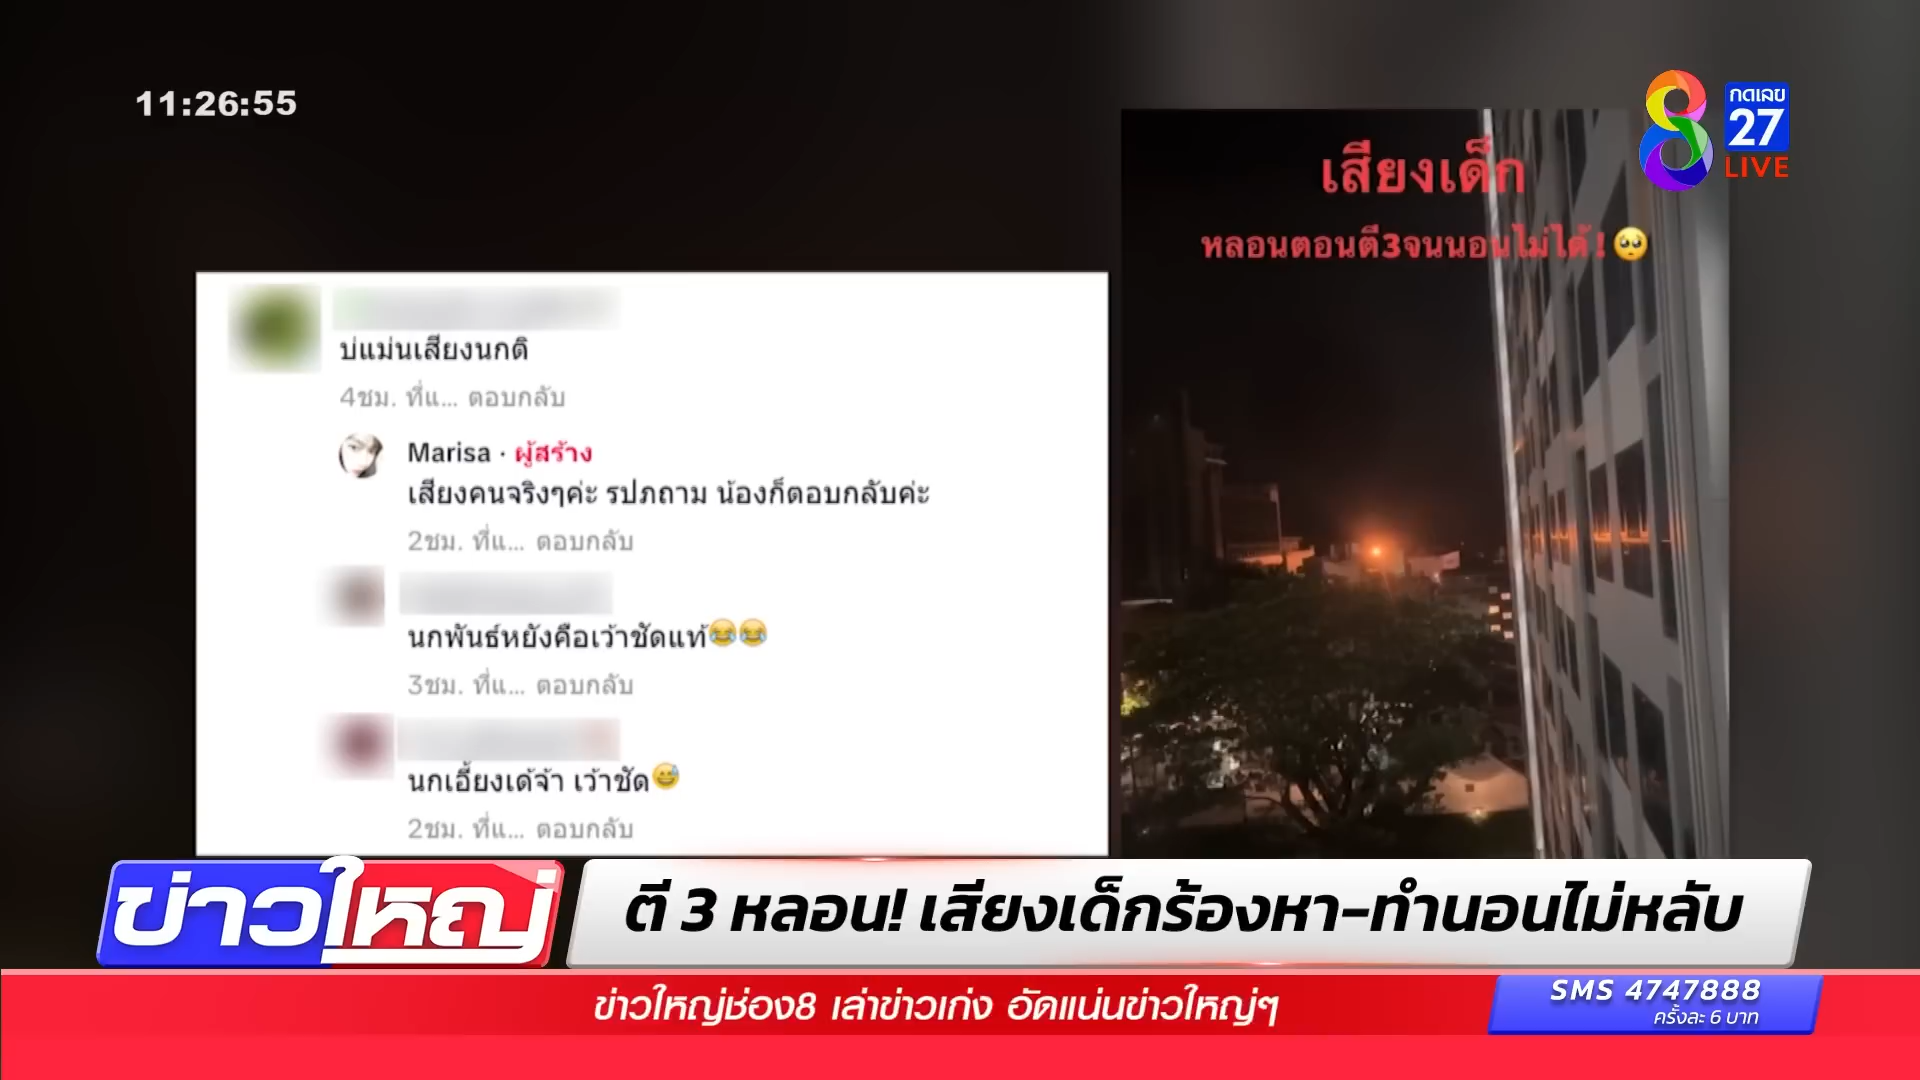 11:26:55
กดเลข
27
LIVE
เสียงเด็ก
หลอนตอนตี3จนนอนไม่ได้ ! 🥺
บ่แม่นเสียงนกติ
4ชม. ที่แ... ตอบกลับ
Marisa · ผู้สร้าง
เสียงคนจริงๆค่ะ รปภถาม น้องก็ตอบกลับค่ะ
2ชม. ที่แ... ตอบกลับ
นกพันธ์หยังคือเว้าชัดแท้😂😂
3ชม. ที่แ... ตอบกลับ
นกเอี้ยงเด้จ้า เว้าชัด😅
2ชม. ที่แ... ตอบกลับ
ข่าวใหญ่
ตี 3 หลอน! เสียงเด็กร้องหา-ทำนอนไม่หลับ
ข่าวใหญ่ช่อง8 เล่าข่าวเก่ง อัดแน่นข่าวใหญ่ๆ
SMS 4747888
ครั้งละ 6 บาท